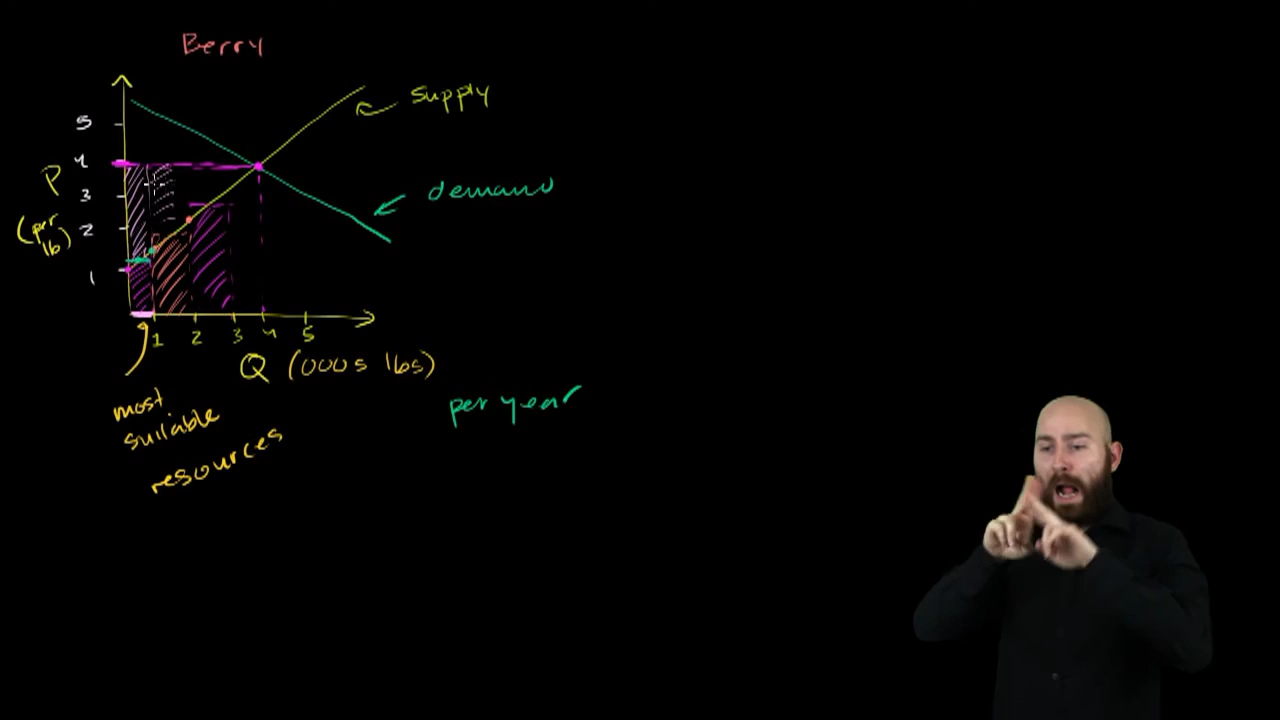 Berry
supply
5
4
P
3
demand
(per
lb)
2
1
1 2 3 4 5
Q (000s lbs)
most
suitable
resources
per year